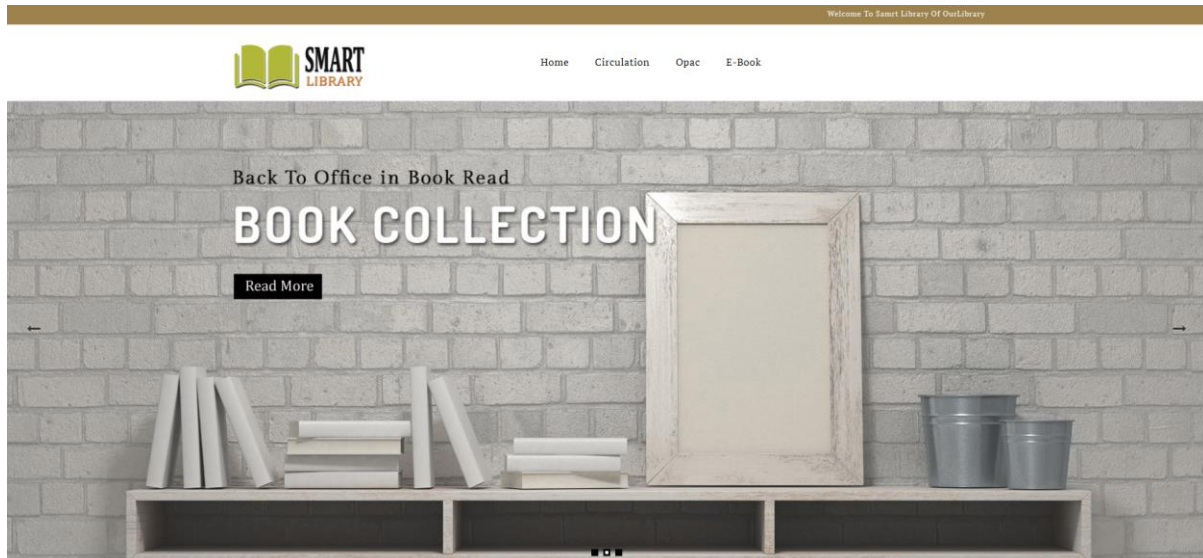 Welcome To Samrt Library Of OurLibrary
SMART
LIBRARY
Home Circulation Opac E-Book
Back To Office in Book Read
BOOK COLLECTION
Read More